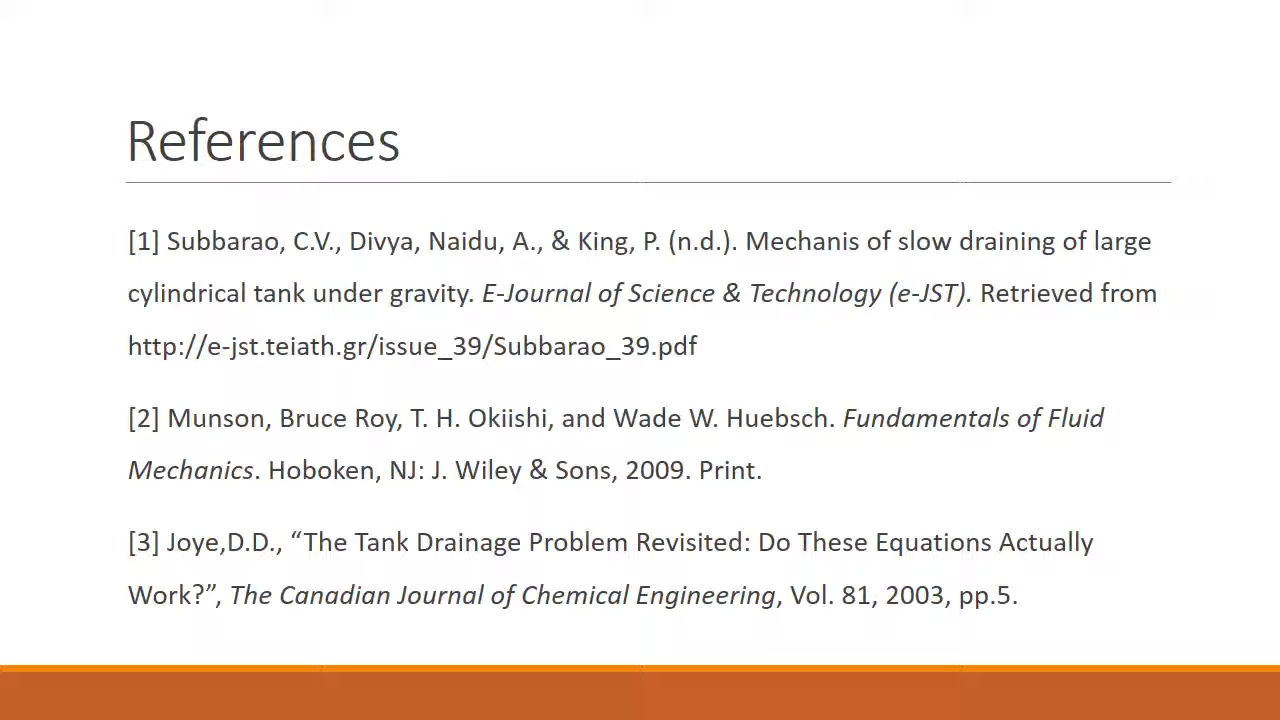 References
[1] Subbarao, C.V., Divya, Naidu, A., & King, P. (n.d.). Mechanis of slow draining of large
cylindrical tank under gravity. E-Journal of Science & Technology (e-JST). Retrieved from
http://e-jst.teiath.gr/issue_39/Subbarao_39.pdf
[2] Munson, Bruce Roy, T. H. Okiishi, and Wade W. Huebsch. Fundamentals of Fluid
Mechanics. Hoboken, NJ: J. Wiley & Sons, 2009. Print.
[3] Joye,D.D., “The Tank Drainage Problem Revisited: Do These Equations Actually
Work?”, The Canadian Journal of Chemical Engineering, Vol. 81, 2003, pp.5.